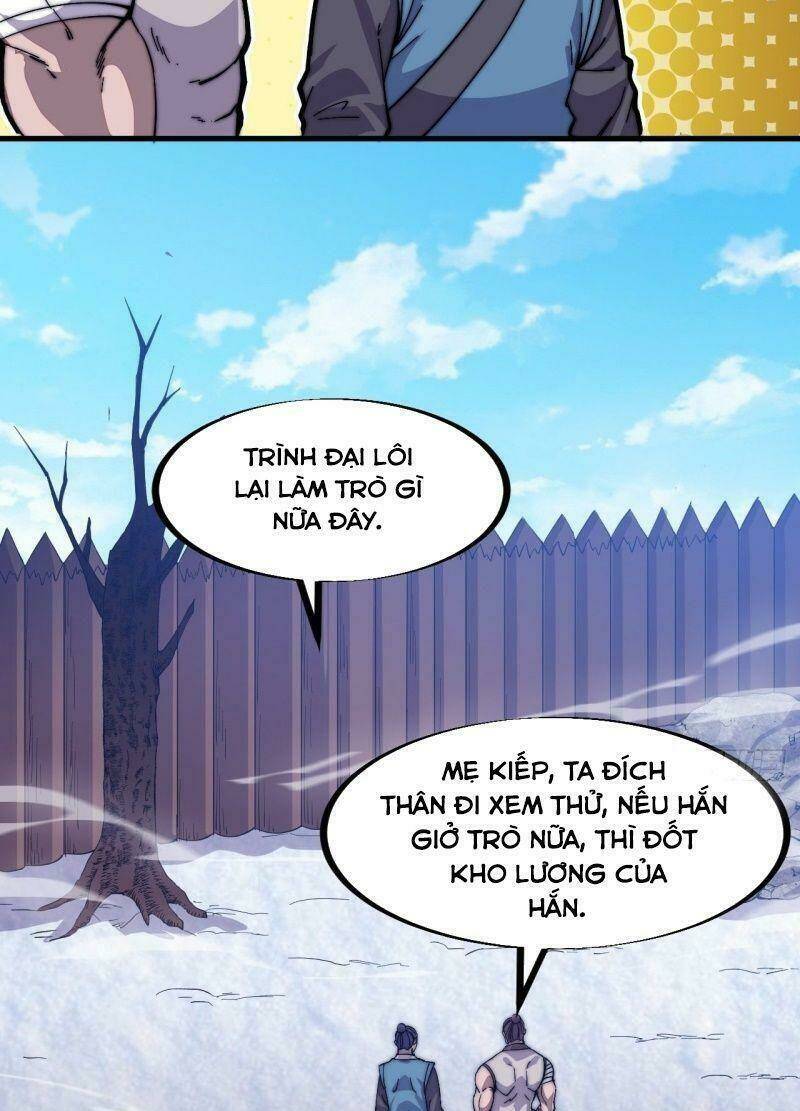 TRÌNH ĐẠI LÔI
LẠI LÀM TRÒ GÌ
NỮA ĐÂY.
MẸ KIẾP, TA ĐÍCH
THÂN ĐI XEM THỬ, NẾU HẮN
GIỞ TRÒ NỮA, THÌ ĐỐT
KHO LƯƠNG CỦA
HẮN.